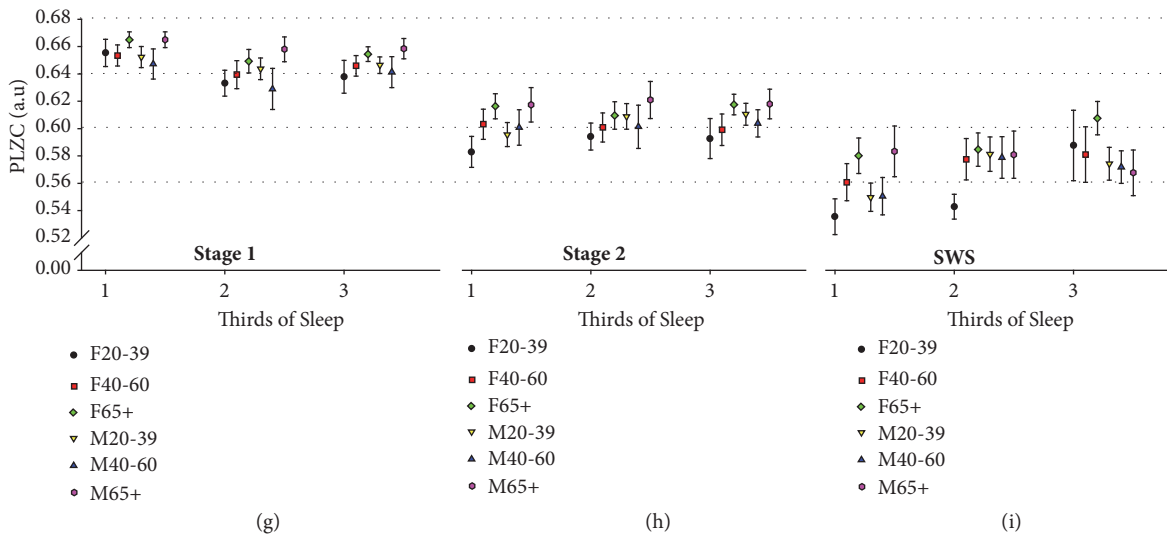 0.68
0.66
0.64
0.62
0.60
0.58
0.56
0.54
0.52
0.00
PLZC (a.u)
Stage 1
1 2 3
Thirds of Sleep
F20-39
F40-60
F65+
M20-39
M40-60
M65+
(g)
Stage 2
1 2 3
Thirds of Sleep
F20-39
F40-60
F65+
M20-39
M40-60
M65+
(h)
SWS
1 2 3
Thirds of Sleep
F20-39
F40-60
F65+
M20-39
M40-60
M65+
(i)